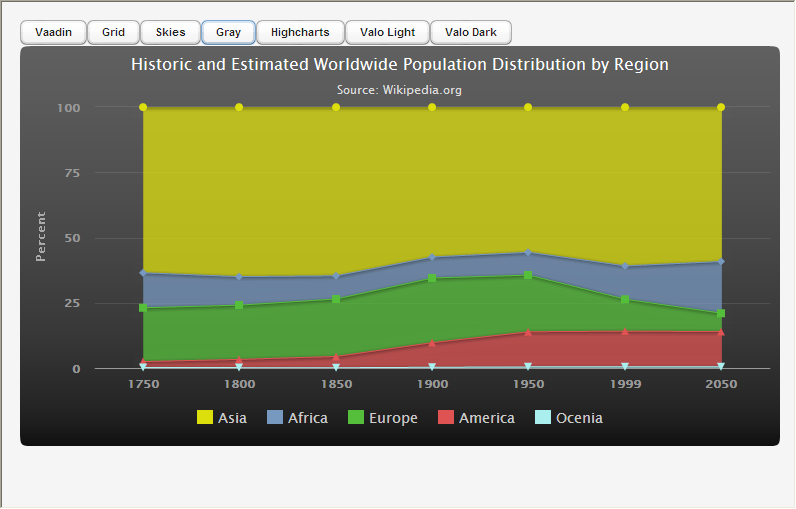 Vaadin Grid Skies Gray Highcharts Valo Light Valo Dark
Historic and Estimated Worldwide Population Distribution by Region
Source: Wikipedia.org
Percent
100
75
50
25
0
1750 1800 1850 1900 1950 1999 2050
Asia Africa Europe America Ocenia